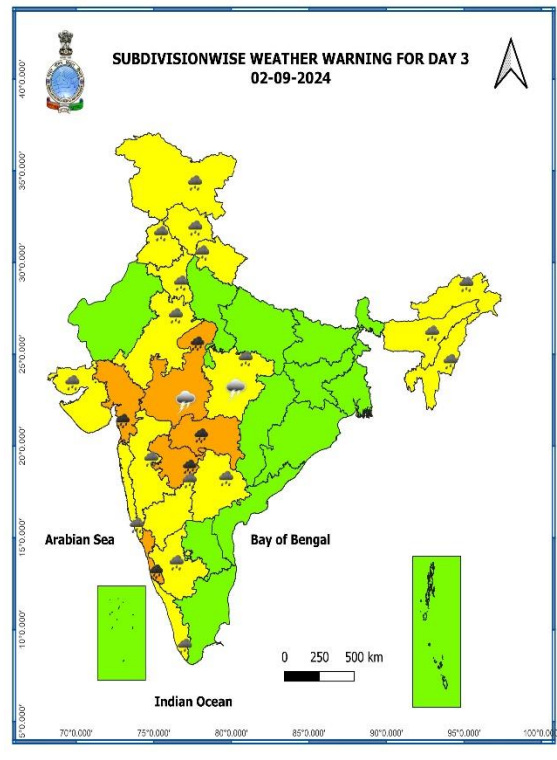 SUBDIVISIONWISE WEATHER WARNING FOR DAY 3
02-09-2024
40°0.000'
35°0.000'
30°0.000'
25°0.000'
20°0.000'
15°0.000'
10°0.000'
5°0.000'
Arabian Sea
Bay of Bengal
0 250 500 km
Indian Ocean
70°0.000' 75°0.000' 80°0.000' 85°0.000' 90°0.000' 95°0.000' 100°0.000'